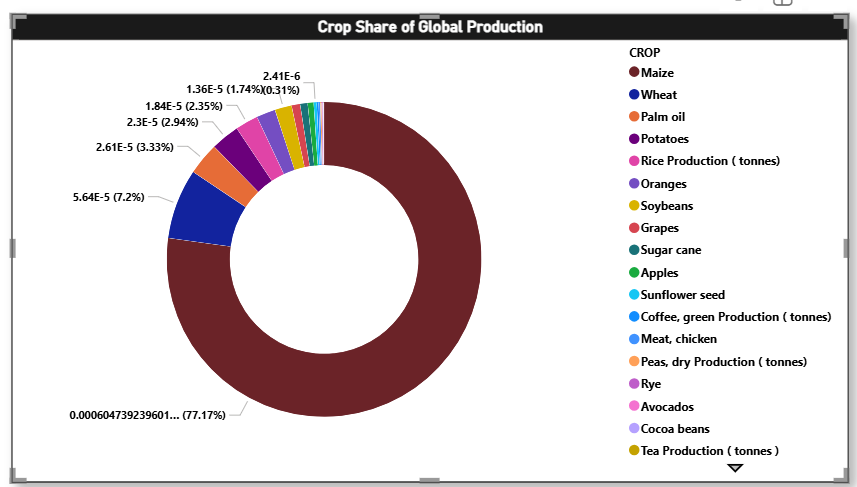 Crop Share of Global Production
2.41E-6
(0.31%)
1.36E-5 (1.74%)
1.84E-5 (2.35%)
2.3E-5 (2.94%)
2.61E-5 (3.33%)
5.64E-5 (7.2%)
0.000604739239601... (77.17%)
CROP
Maize
Wheat
Palm oil
Potatoes
Rice Production ( tonnes)
Oranges
Soybeans
Grapes
Sugar cane
Apples
Sunflower seed
Coffee, green Production ( tonnes)
Meat, chicken
Peas, dry Production ( tonnes)
Rye
Avocados
Cocoa beans
Tea Production ( tonnes )